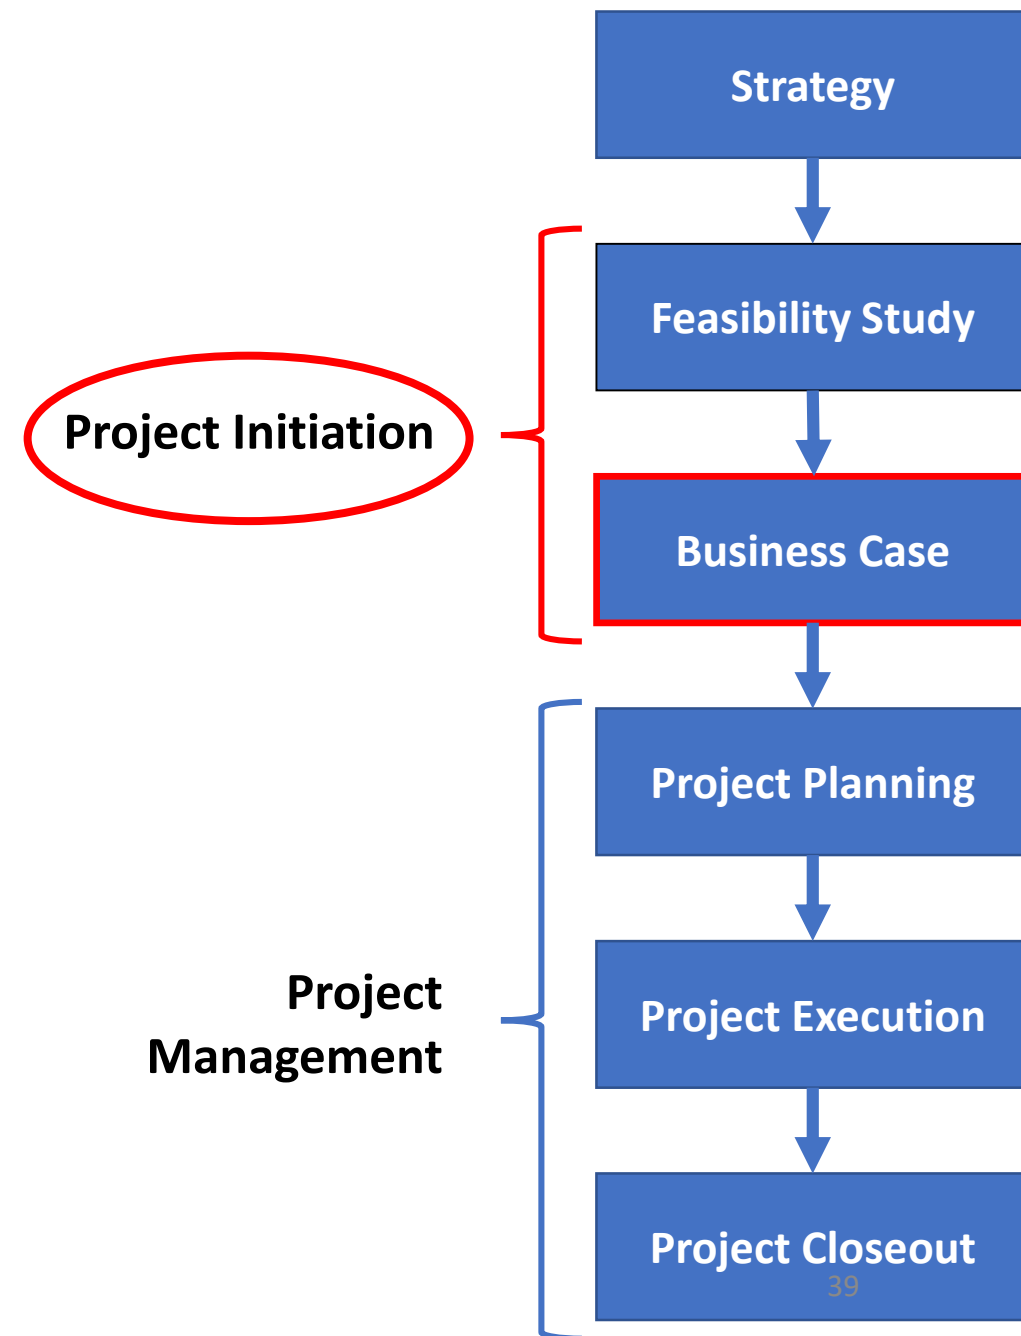 Strategy
Feasibility Study
Project Initiation
Business Case
Project Planning
Project
Management
Project Execution
Project Closeout
39